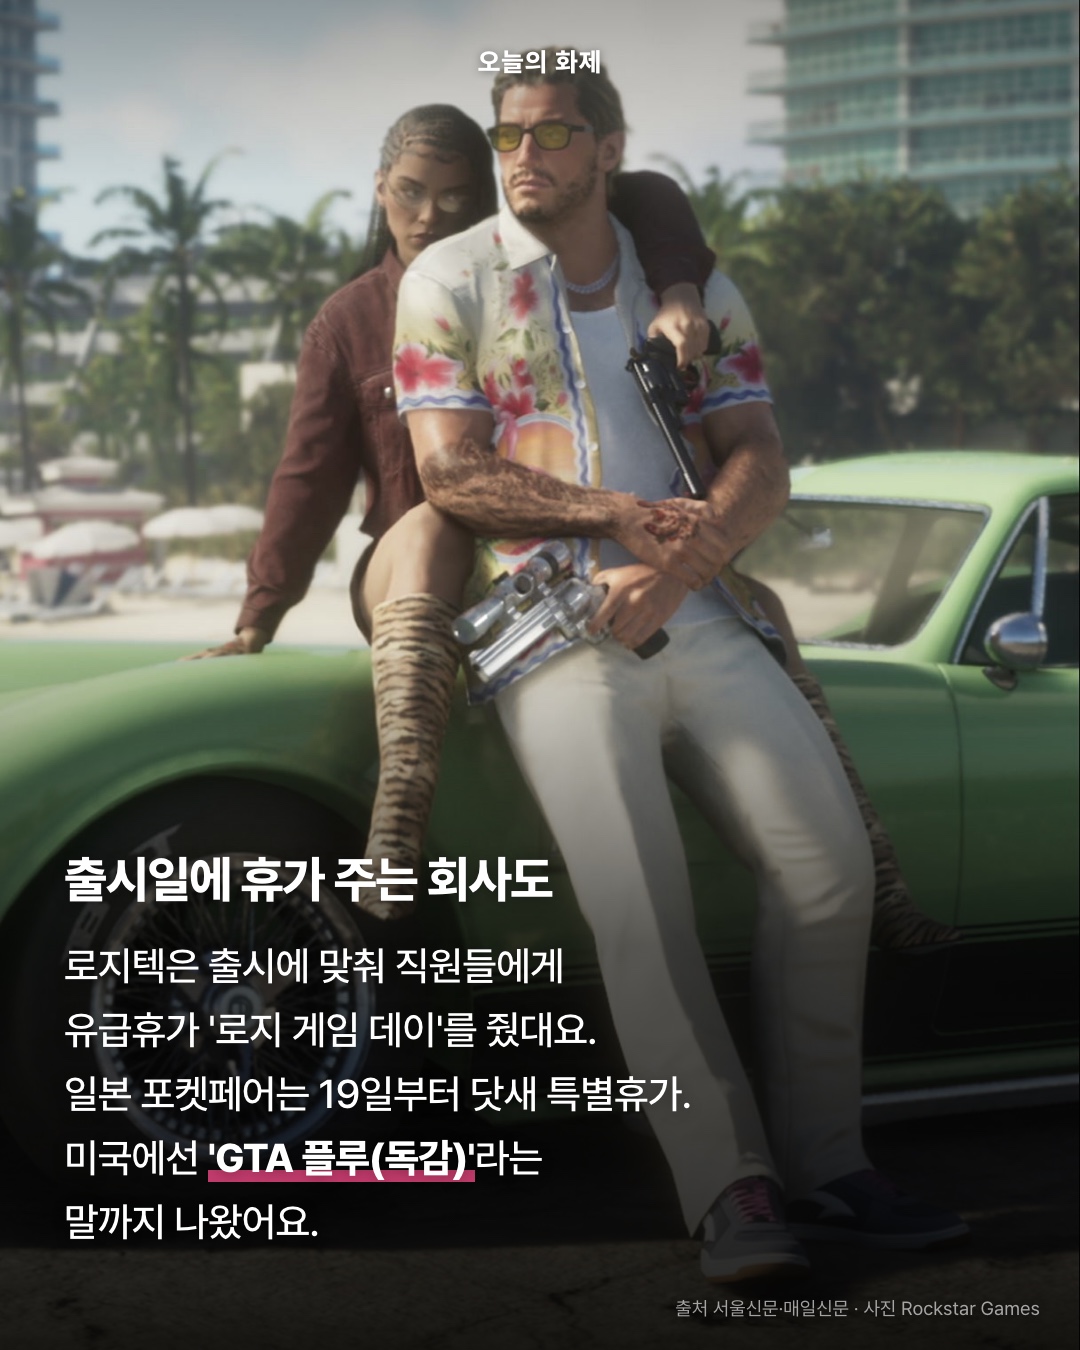 오늘의 화제
출시일에 휴가 주는 회사도
로지텍은 출시에 맞춰 직원들에게
유급휴가 '로지 게임 데이'를 줬대요.
일본 포켓페어는 19일부터 닷새 특별휴가.
미국에선 'GTA 플루(독감)'라는
말까지 나왔어요.
출처 서울신문·매일신문 · 사진 Rockstar Games